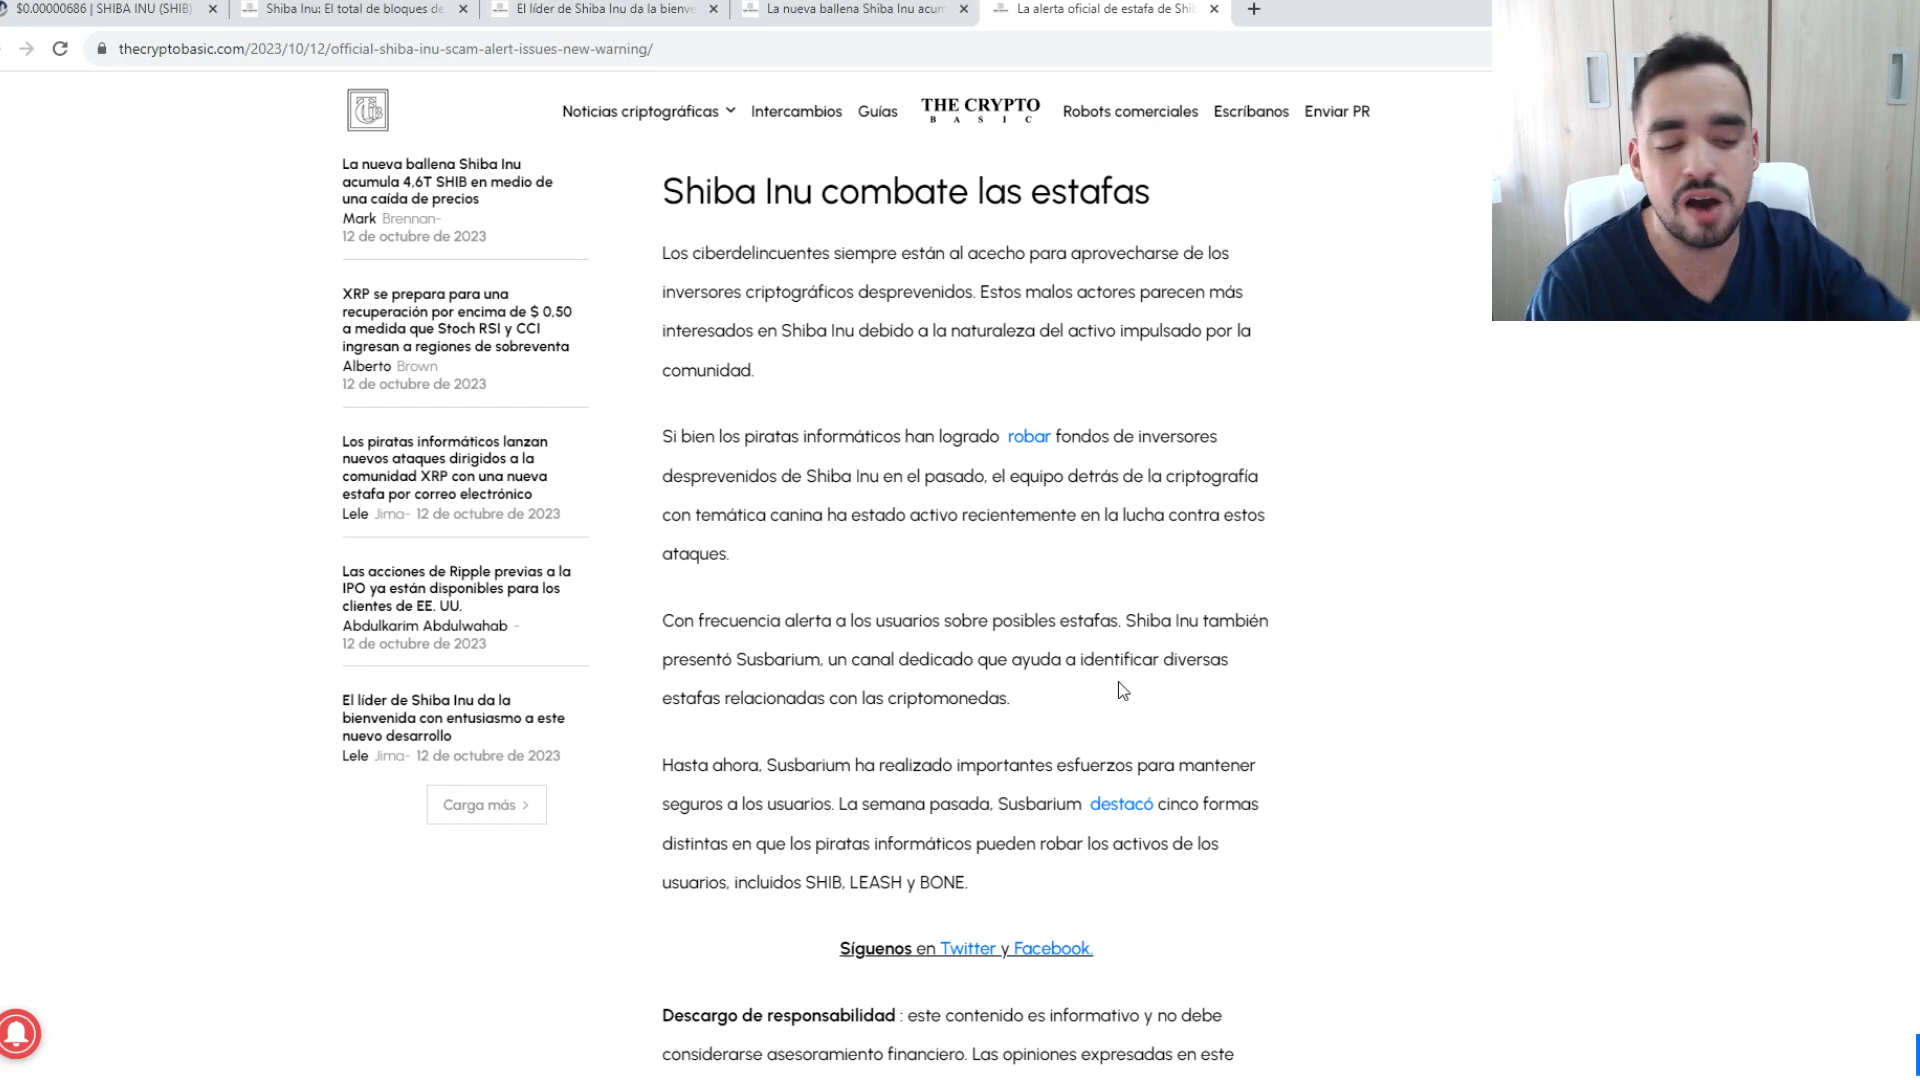 $0.00000686 | SHIBA INU (SHIB)
Shiba Inu: El total de bloques de
El líder de Shiba Inu da la bienve
La nueva ballena Shiba Inu acum
La alerta oficial de estafa de Shib
thecryptobasic.com/2023/10/12/official-shiba-inu-scam-alert-issues-new-warning/
Noticias criptográficas
Intercambios
Guías
THE CRYPTO
BASIC
Robots comerciales
Escríbanos
Enviar PR
La nueva ballena Shiba Inu
acumula 4,6T SHIB en medio de
una caída de precios
Mark Brennan-
12 de octubre de 2023
XRP se prepara para una
recuperación por encima de $ 0,50
a medida que Stoch RSI y CCI
ingresan a regiones de sobreventa
Alberto Brown
12 de octubre de 2023
Los piratas informáticos lanzan
nuevos ataques dirigidos a la
comunidad XRP con una nueva
estafa por correo electrónico
Lele Jima- 12 de octubre de 2023
Las acciones de Ripple previas a la
IPO ya están disponibles para los
clientes de EE. UU.
Abdulkarim Abdulwahab -
12 de octubre de 2023
El líder de Shiba Inu da la
bienvenida con entusiasmo a este
nuevo desarrollo
Lele Jima- 12 de octubre de 2023
Carga más >
Shiba Inu combate las estafas
Los ciberdelincuentes siempre están al acecho para aprovecharse de los
inversores criptográficos desprevenidos. Estos malos actores parecen más
interesados en Shiba Inu debido a la naturaleza del activo impulsado por la
comunidad.
Si bien los piratas informáticos han logrado robar fondos de inversores
desprevenidos de Shiba Inu en el pasado, el equipo detrás de la criptografía
con temática canina ha estado activo recientemente en la lucha contra estos
ataques.
Con frecuencia alerta a los usuarios sobre posibles estafas. Shiba Inu también
presentó Susbarium, un canal dedicado que ayuda a identificar diversas
estafas relacionadas con las criptomonedas.
Hasta ahora, Susbarium ha realizado importantes esfuerzos para mantener
seguros a los usuarios. La semana pasada, Susbarium destacó cinco formas
distintas en que los piratas informáticos pueden robar los activos de los
usuarios, incluidos SHIB, LEASH y BONE.
Síguenos en Twitter y Facebook.
Descargo de responsabilidad : este contenido es informativo y no debe
considerarse asesoramiento financiero. Las opiniones expresadas en este